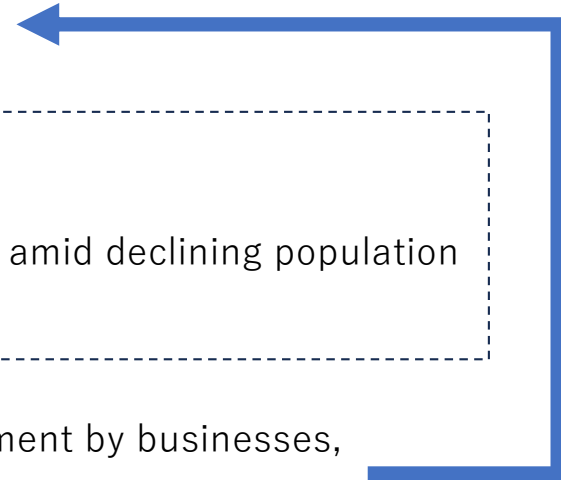 amid declining population
ment by businesses,